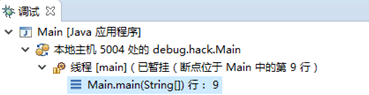 调试
Main [Java 应用程序]
本地主机 5004 处的 debug.hack.Main
线程 [main]（已暂挂（断点位于 Main 中的第 9 行）
Main.main(String[]) 行： 9